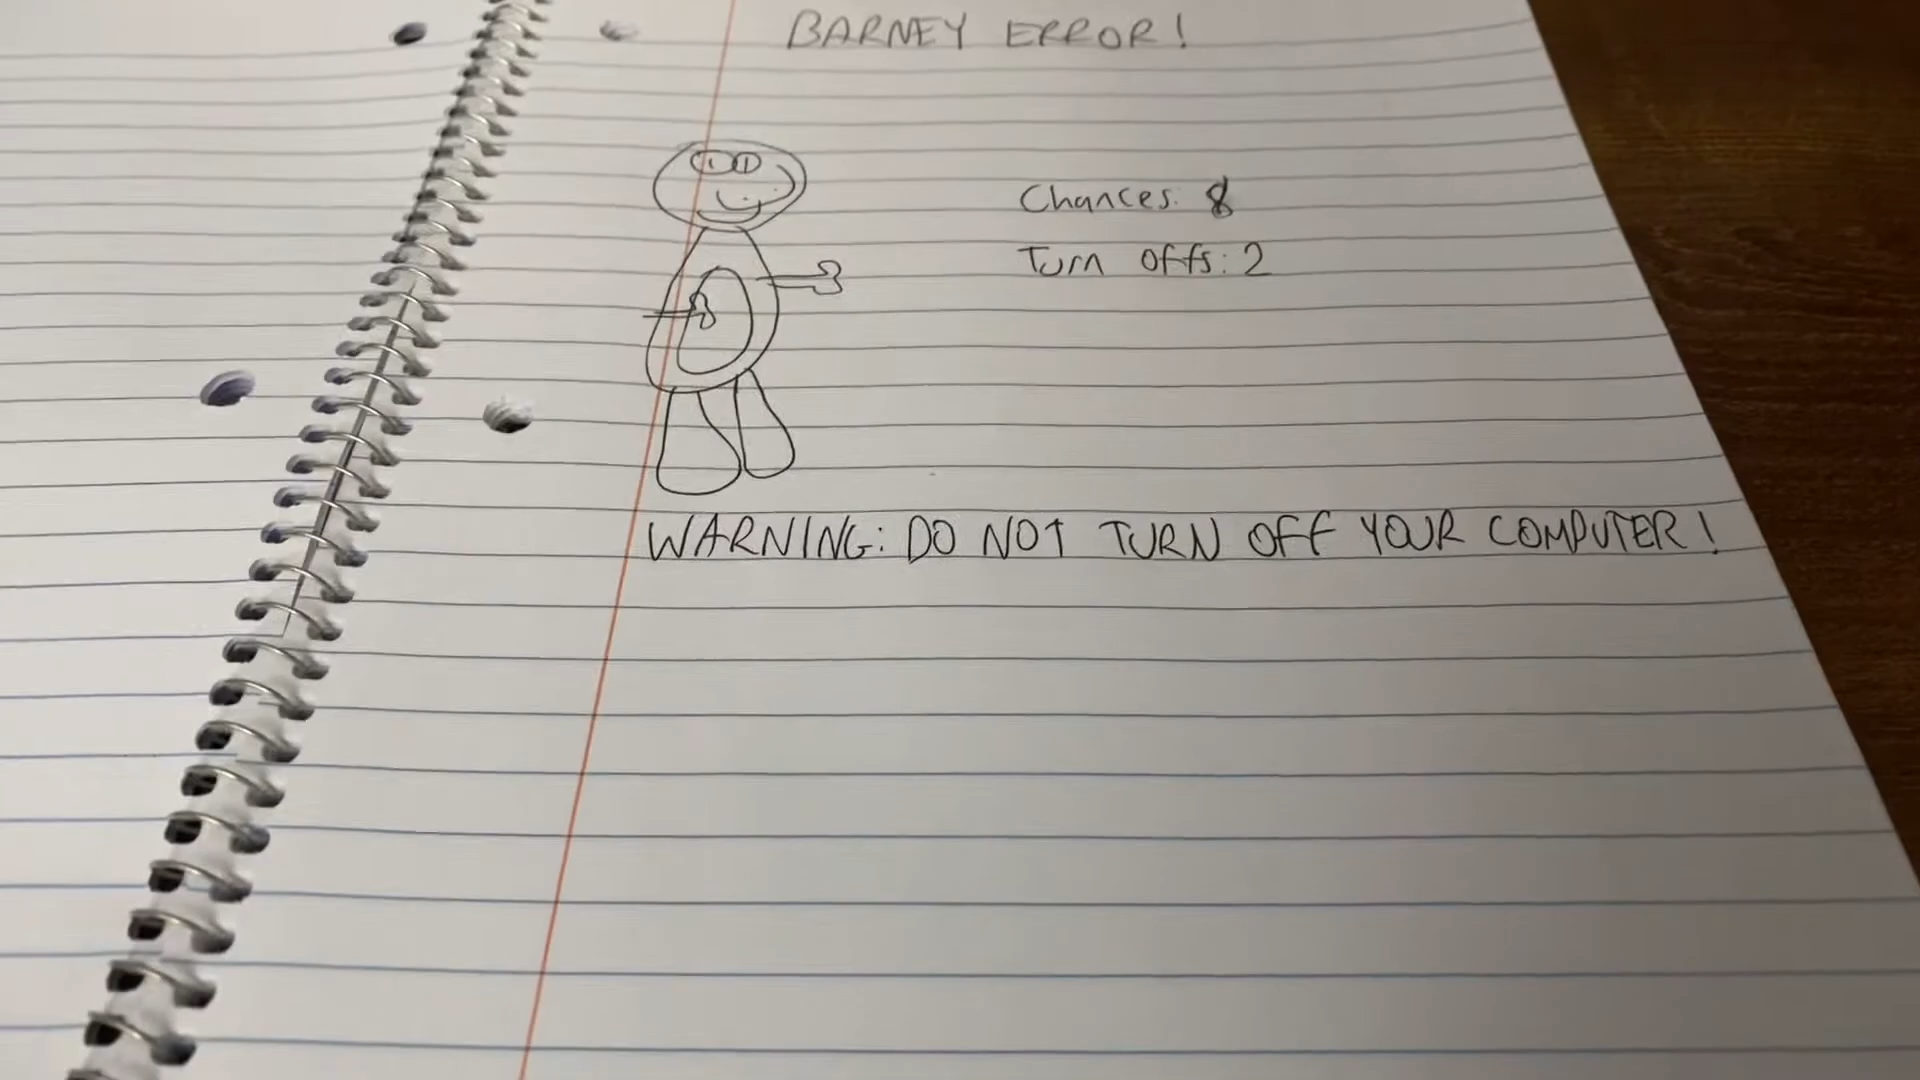 BARNEY ERROR!
Chances: 8
Turn offs: 2
WARNING: DO NOT TURN OFF YOUR COMPUTER!